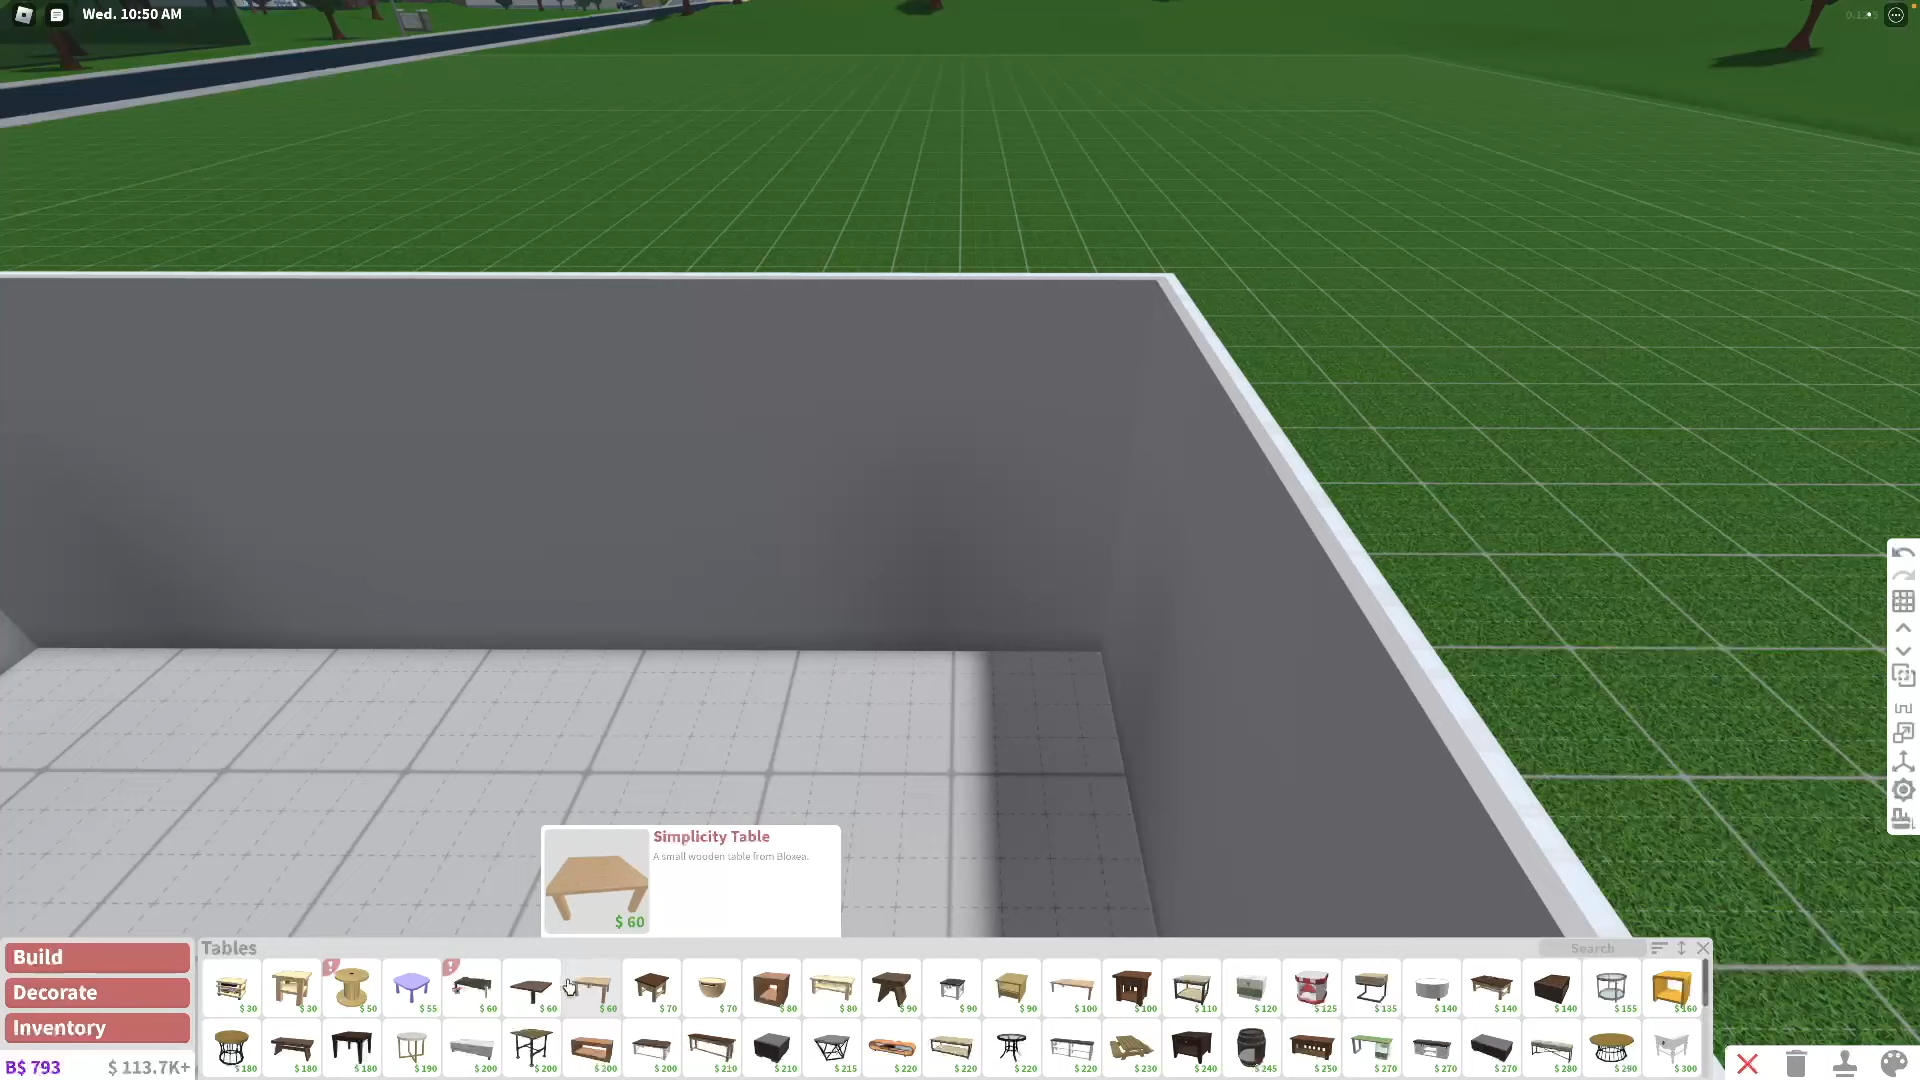 Wed. 10:50 AM
Simplicity Table
A small wooden table from Bloxea.
$ 60
Build
Decorate
Inventory
B$ 793
$ 113.7K+
Tables
Search
$ 30 $ 30 $ 50 $ 55 $ 60 $ 60 $ 60 $ 70 $ 70 $ 80 $ 80 $ 90 $ 90 $ 90 $ 100 $ 100 $ 110 $ 120 $ 125 $ 135 $ 140 $ 140 $ 140 $ 155 $ 160
$ 180 $ 180 $ 180 $ 190 $ 200 $ 200 $ 200 $ 200 $ 210 $ 210 $ 215 $ 220 $ 220 $ 220 $ 220 $ 230 $ 240 $ 245 $ 250 $ 270 $ 270 $ 270 $ 280 $ 290 $ 300